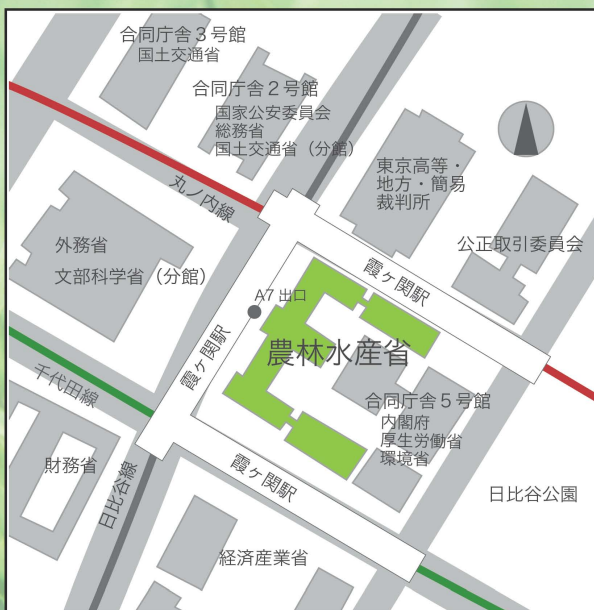 合同庁舎3号館
国土交通省
合同庁舎2号館
国家公安委員会
総務省
国土交通省（分館）
東京高等・
地方・簡易
裁判所
丸ノ内線
公正取引委員会
外務省
文部科学省（分館）
霞ヶ関駅
A7出口
霞ヶ関駅
農林水産省
千代田線
合同庁舎5号館
内閣府
厚生労働省
環境省
財務省
日比谷線
霞ヶ関駅
日比谷公園
経済産業省